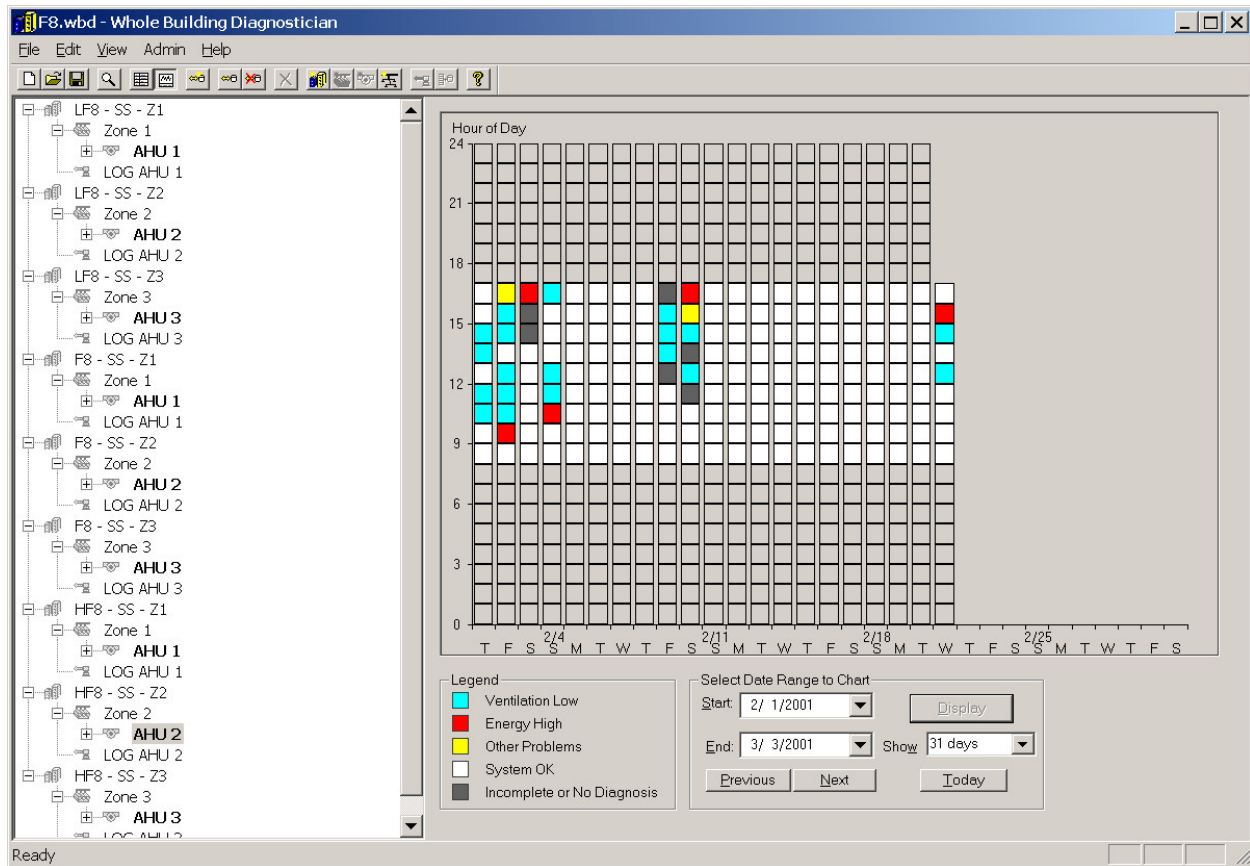 F8.wbd - Whole Building Diagnostician
File Edit View Admin Help
LF8 - SS - Z1
Zone 1
AHU 1
LOG AHU 1
LF8 - SS - Z2
Zone 2
AHU 2
LOG AHU 2
LF8 - SS - Z3
Zone 3
AHU 3
LOG AHU 3
F8 - SS - Z1
Zone 1
AHU 1
LOG AHU 1
F8 - SS - Z2
Zone 2
AHU 2
LOG AHU 2
F8 - SS - Z3
Zone 3
AHU 3
LOG AHU 3
HF8 - SS - Z1
Zone 1
AHU 1
LOG AHU 1
HF8 - SS - Z2
Zone 2
AHU 2
LOG AHU 2
HF8 - SS - Z3
Zone 3
AHU 3
LOG AHU 3
Hour of Day
24
21
18
15
12
9
6
3
0
2/4 2/11 2/18 2/25
T F S S M T W T F S S M T W T F S S M T W T F S S M T W T F S
Legend
Ventilation Low
Energy High
Other Problems
System OK
Incomplete or No Diagnosis
Select Date Range to Chart
Start: 2/ 1/2001 Display
End: 3/ 3/2001 Show 31 days
Previous Next Today
Ready